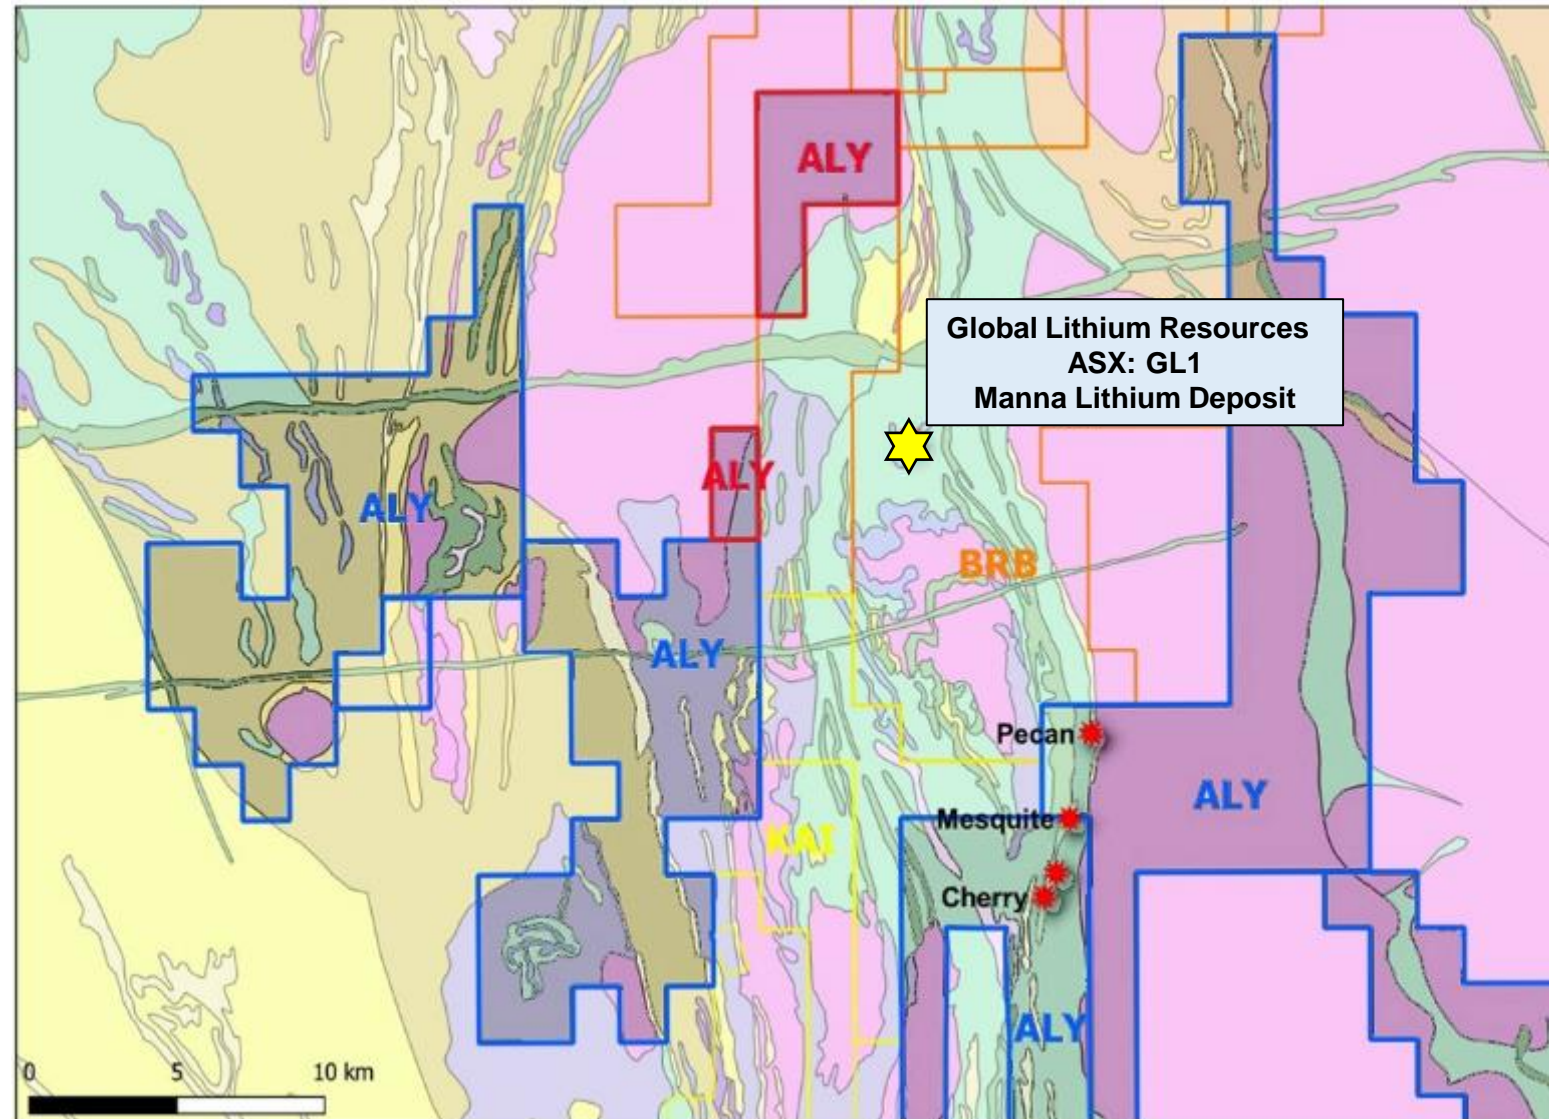 ALY
Global Lithium Resources
ASX: GL1
Manna Lithium Deposit
ALY
ALY
BRB
ALY
Pecan
ALY
Mesquite
KAI
Cherry
ALY
0 5 10 km